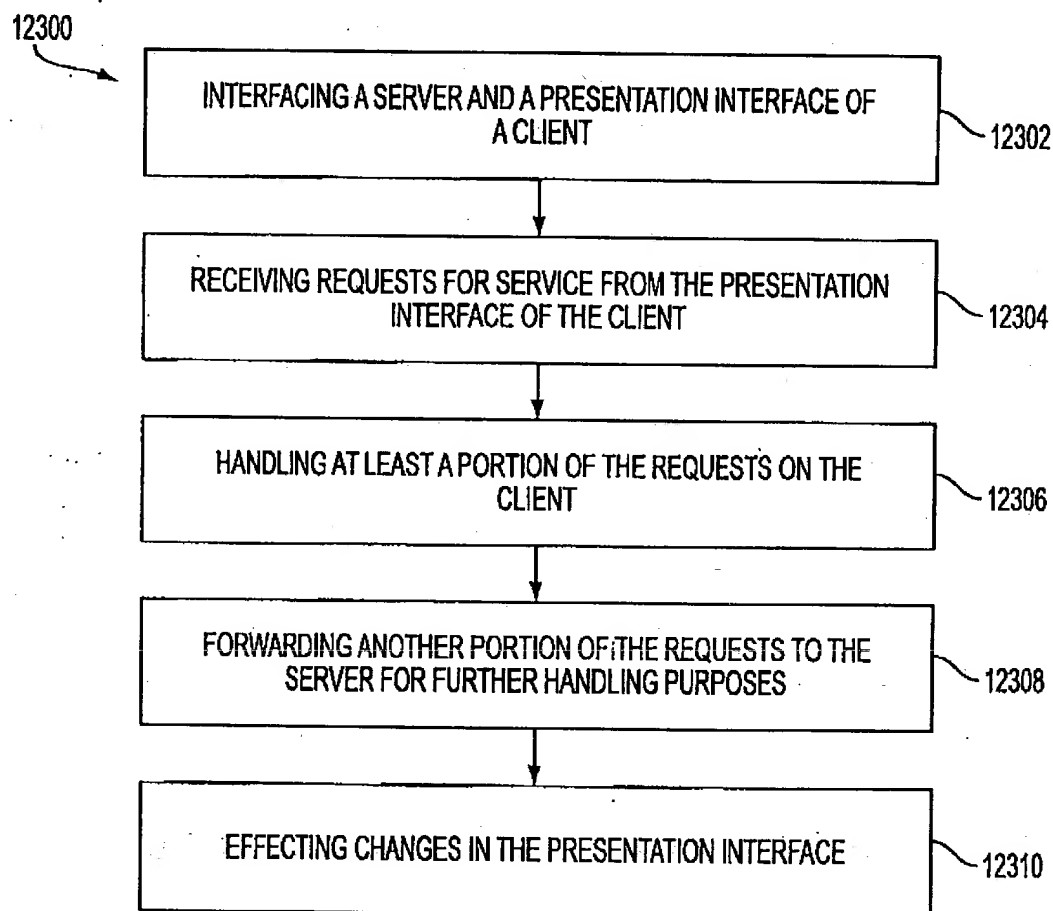 12300
INTERFACING A SERVER AND A PRESENTATION INTERFACE OF
A CLIENT
12302
RECEIVING REQUESTS FOR SERVICE FROM THE PRESENTATION
INTERFACE OF THE CLIENT
12304
HANDLING AT LEAST A PORTION OF THE REQUESTS ON THE
CLIENT
12306
FORWARDING ANOTHER PORTION OF THE REQUESTS TO THE
SERVER FOR FURTHER HANDLING PURPOSES
12308
EFFECTING CHANGES IN THE PRESENTATION INTERFACE
12310